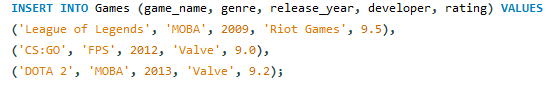 INSERT INTO Games (game_name, genre, release_year, developer, rating) VALUES
('League of Legends', 'MOBA', 2009, 'Riot Games', 9.5),
('CS:GO', 'FPS', 2012, 'Valve', 9.0),
('DOTA 2', 'MOBA', 2013, 'Valve', 9.2);